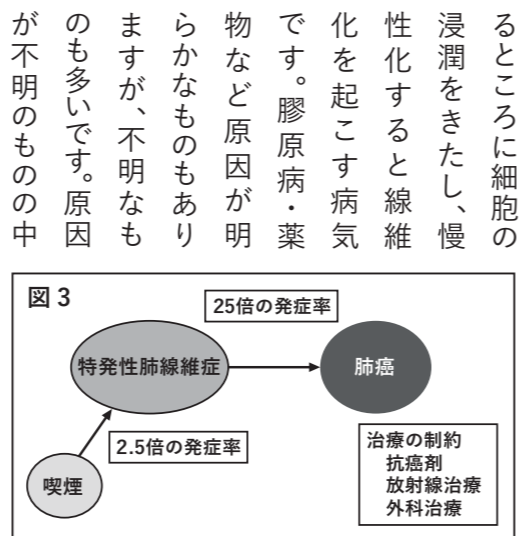 るところに細胞の
浸潤をきたし、慢
性化すると線維
化を起こす病気
です。膠原病・薬
物など原因が明
らかなものもあり
ますが、不明なも
のも多いです。原因
が不明のものの中
図3
25倍の発症率
特発性肺線維症
肺癌
2.5倍の発症率
喫煙
治療の制約
抗癌剤
放射線治療
外科治療